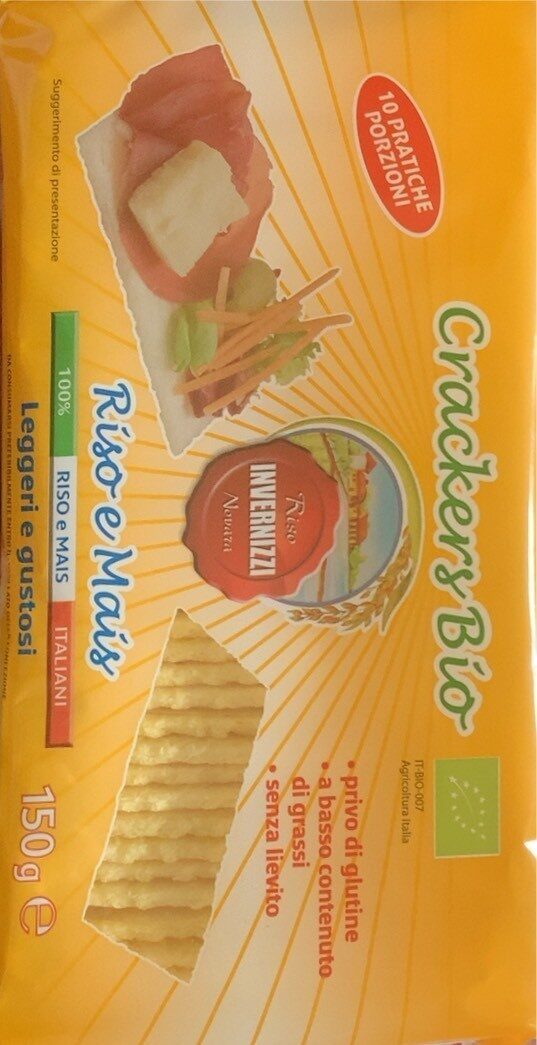 10 PRATICHE
PORZIONI
Crackers Bio
IT-BIO-007
Agricoltura Italia
Riso
INVERNIZZI
Novara
• privo di glutine
• a basso contenuto
di grassi
• senza lievito
Riso e Mais
100% RISO e MAIS ITALIANI
Leggeri e gustosi
150g e
Suggerimento di presentazione